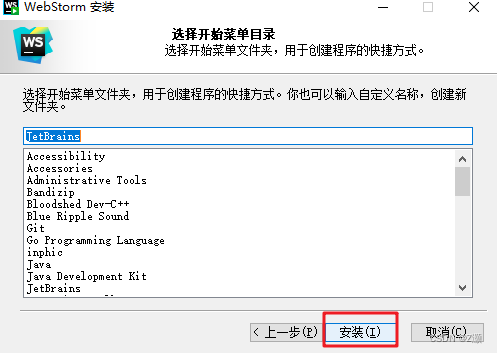 WebStorm 安装
WS
选择开始菜单目录
选择开始菜单文件夹，用于创建程序的快捷方式。
选择开始菜单文件夹，用于创建程序的快捷方式。你也可以输入自定义名称，创建新
文件夹。
JetBrains
Accessibility
Accessories
Administrative Tools
Bandizip
Bloodshed Dev-C++
Blue Ripple Sound
Git
Go Programming Language
inphic
Java
Java Development Kit
JetBrains
< 上一步(P) 安装(I) 取消(C)